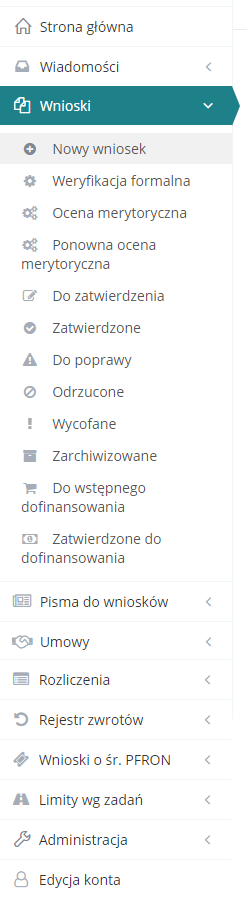 Strona główna
Wiadomości
Wnioski
Nowy wniosek
Weryfikacja formalna
Ocena merytoryczna
Ponowna ocena
merytoryczna
Do zatwierdzenia
Zatwierdzone
Do poprawy
Odrzucone
Wycofane
Zarchiwizowane
Do wstępnego
dofinansowania
Zatwierdzone do
dofinansowania
Pisma do wniosków
Umowy
Rozliczenia
Rejestr zwrotów
Wnioski o śr. PFRON
Limity wg zadań
Administracja
Edycja konta